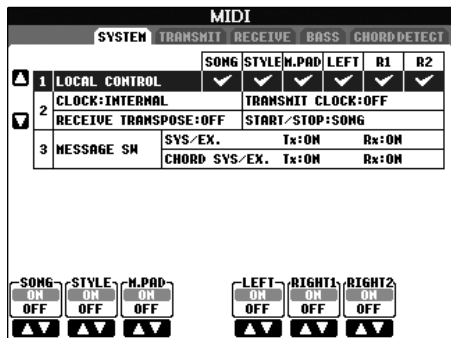 MIDI
SYSTEM TRANSMIT RECEIVE BASS CHORD DETECT
SONG STYLE M.PAD LEFT R1 R2
1 LOCAL CONTROL
2 CLOCK:INTERNAL TRANSMIT CLOCK:OFF
RECEIVE TRANSPOSE:OFF START/STOP:SONG
3 MESSAGE SW SYS/EX. Tx:ON Rx:ON
CHORD SYS/EX. Tx:ON Rx:ON
SONG STYLE M.PAD LEFT RIGHT1 RIGHT2
ON ON ON ON ON ON
OFF OFF OFF OFF OFF OFF